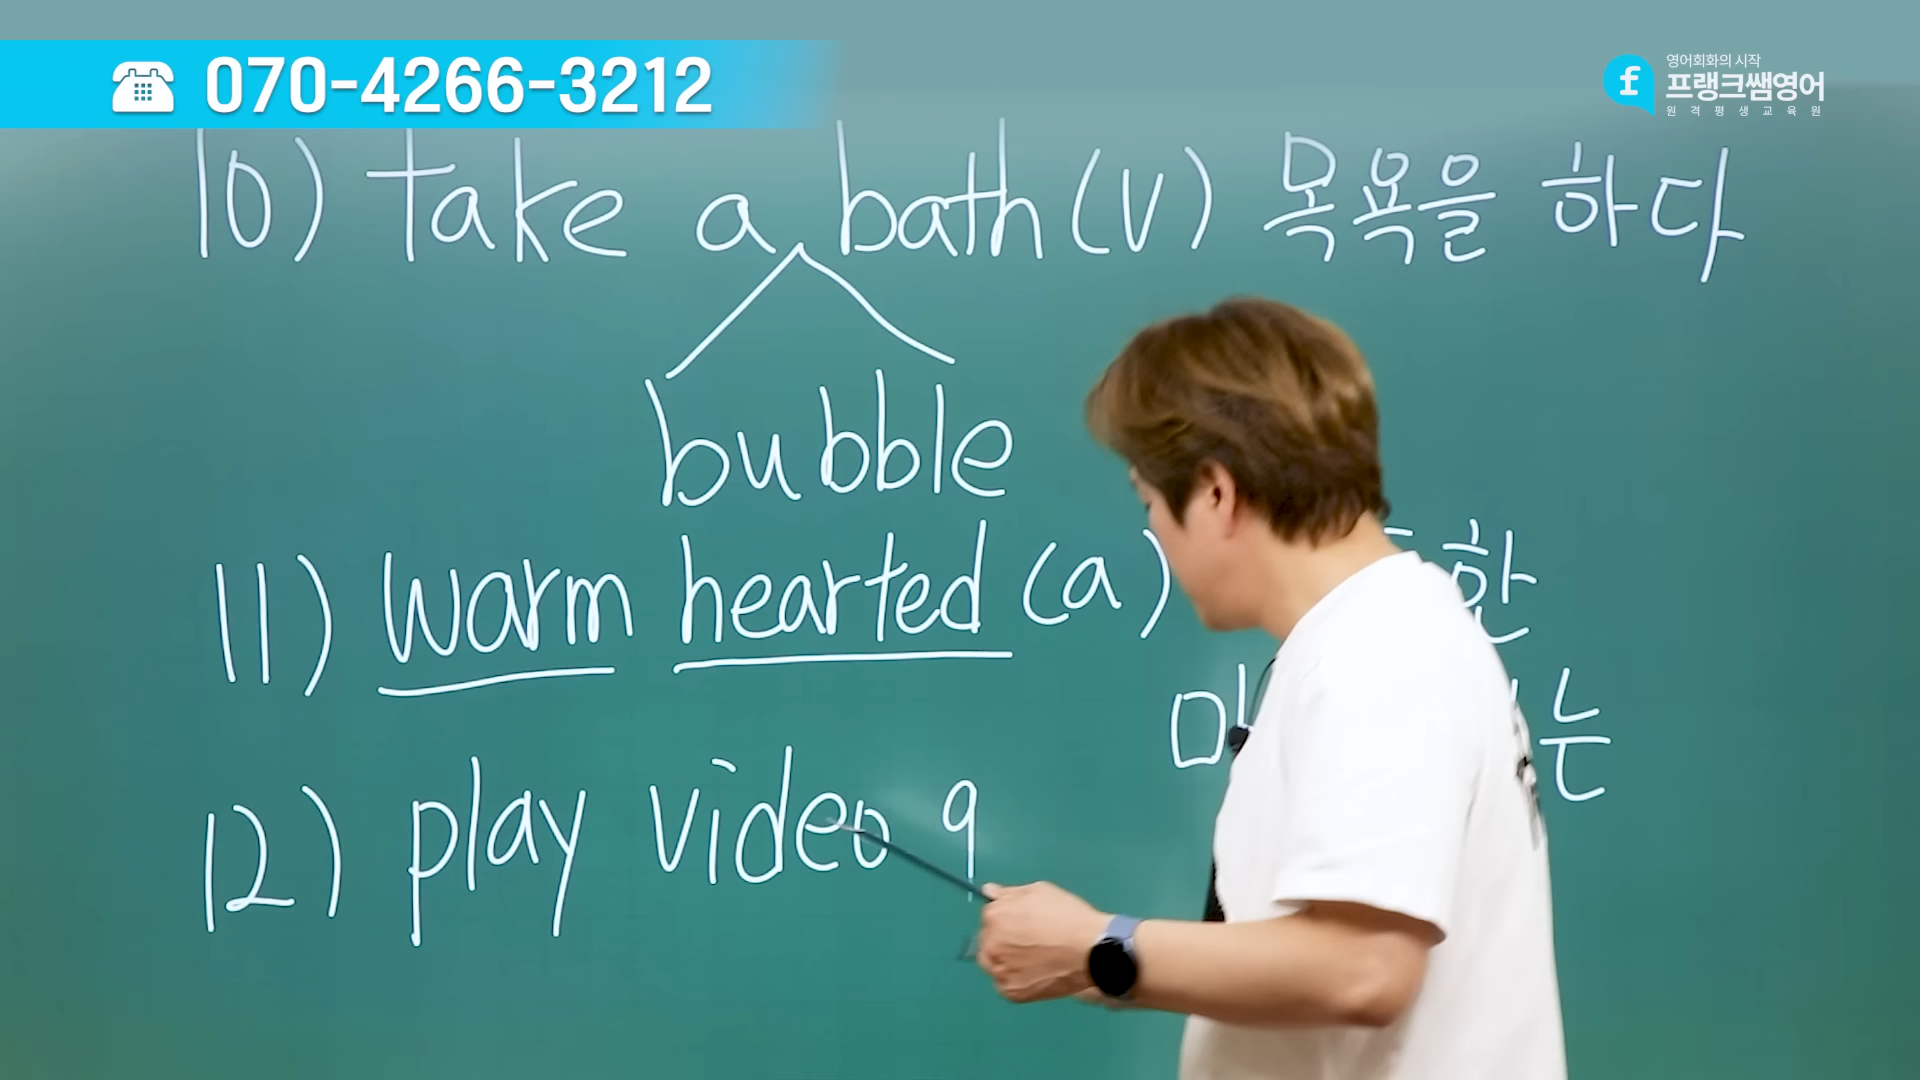 070-4266-3212
영어회화의 시작
프랭크쌤영어
원격평생교육원
10) take a bath (v) 목욕을 하다
bubble
11) warm hearted (a)
12) play video g